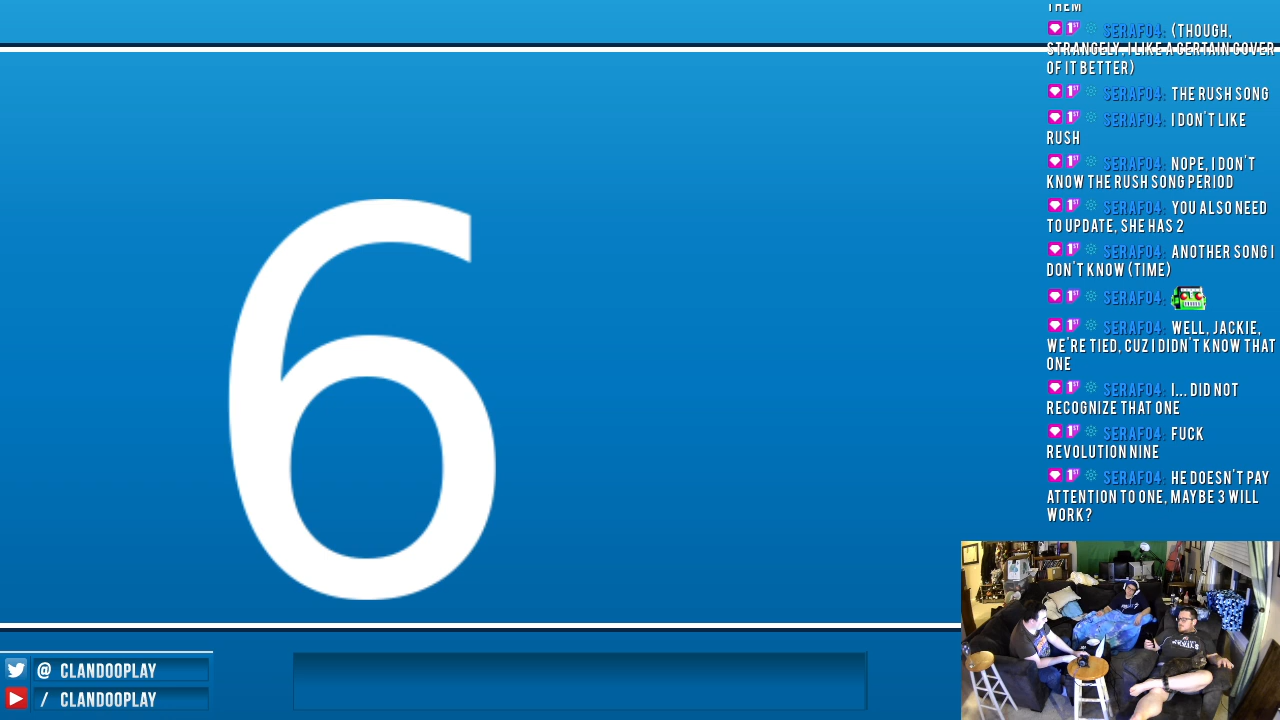 6
THEM
SERAF04: (THOUGH,
STRANGELY, I LIKE A CERTAIN COVER
OF IT BETTER)
SERAF04: THE RUSH SONG
SERAF04: I DON'T LIKE
RUSH
SERAF04: NOPE, I DON'T
KNOW THE RUSH SONG PERIOD
SERAF04: YOU ALSO NEED
TO UPDATE, SHE HAS 2
SERAF04: ANOTHER SONG I
DON'T KNOW (TIME)
SERAF04:
SERAF04: WELL, JACKIE,
WE'RE TIED, CUZ I DIDN'T KNOW THAT
ONE
SERAF04: I... DID NOT
RECOGNIZE THAT ONE
SERAF04: FUCK
REVOLUTION NINE
SERAF04: HE DOESN'T PAY
ATTENTION TO ONE, MAYBE 3 WILL
WORK?
@ CLANDOOPLAY
/ CLANDOOPLAY